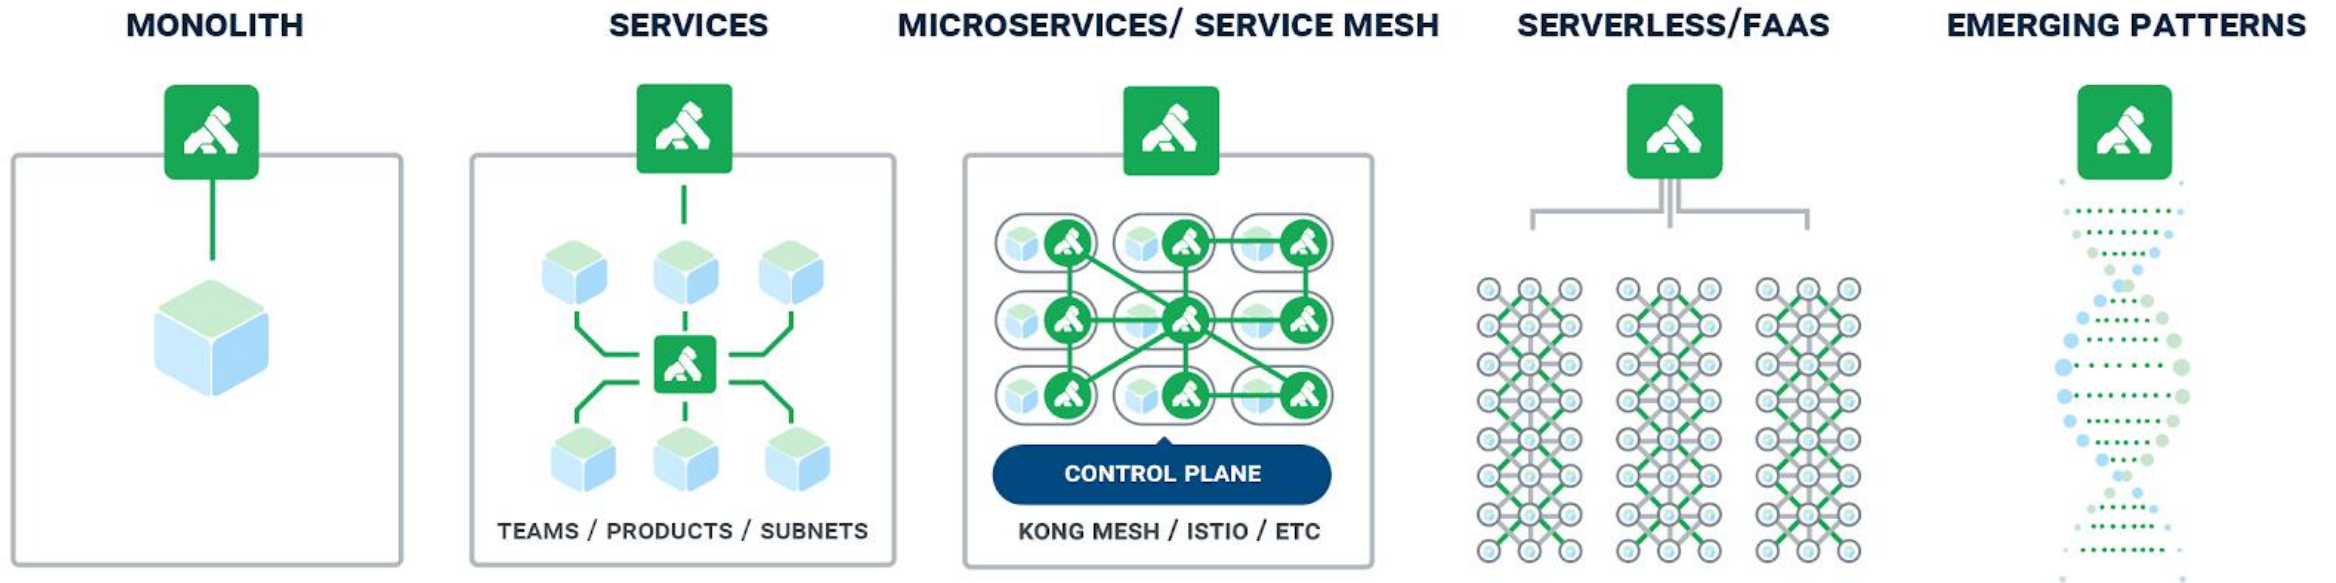 MONOLITH
SERVICES
MICROSERVICES/ SERVICE MESH
SERVERLESS/FAAS
EMERGING PATTERNS
CONTROL PLANE
TEAMS / PRODUCTS / SUBNETS
KONG MESH / ISTIO / ETC